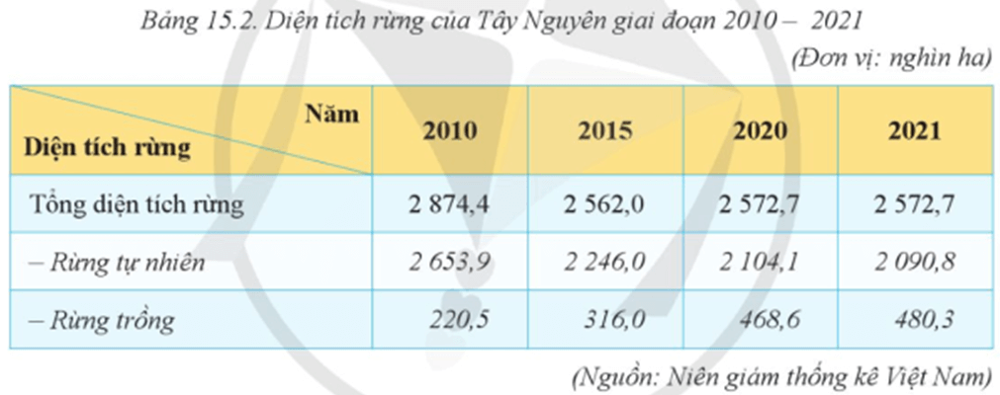 Bảng 15.2. Diện tích rừng của Tây Nguyên giai đoạn 2010 – 2021
(Đơn vị: nghìn ha)
Năm
Diện tích rừng
2010 2015 2020 2021
Tổng diện tích rừng 2 874,4 2 562,0 2 572,7 2 572,7
– Rừng tự nhiên 2 653,9 2 246,0 2 104,1 2 090,8
– Rừng trồng 220,5 316,0 468,6 480,3
(Nguồn: Niên giám thống kê Việt Nam)